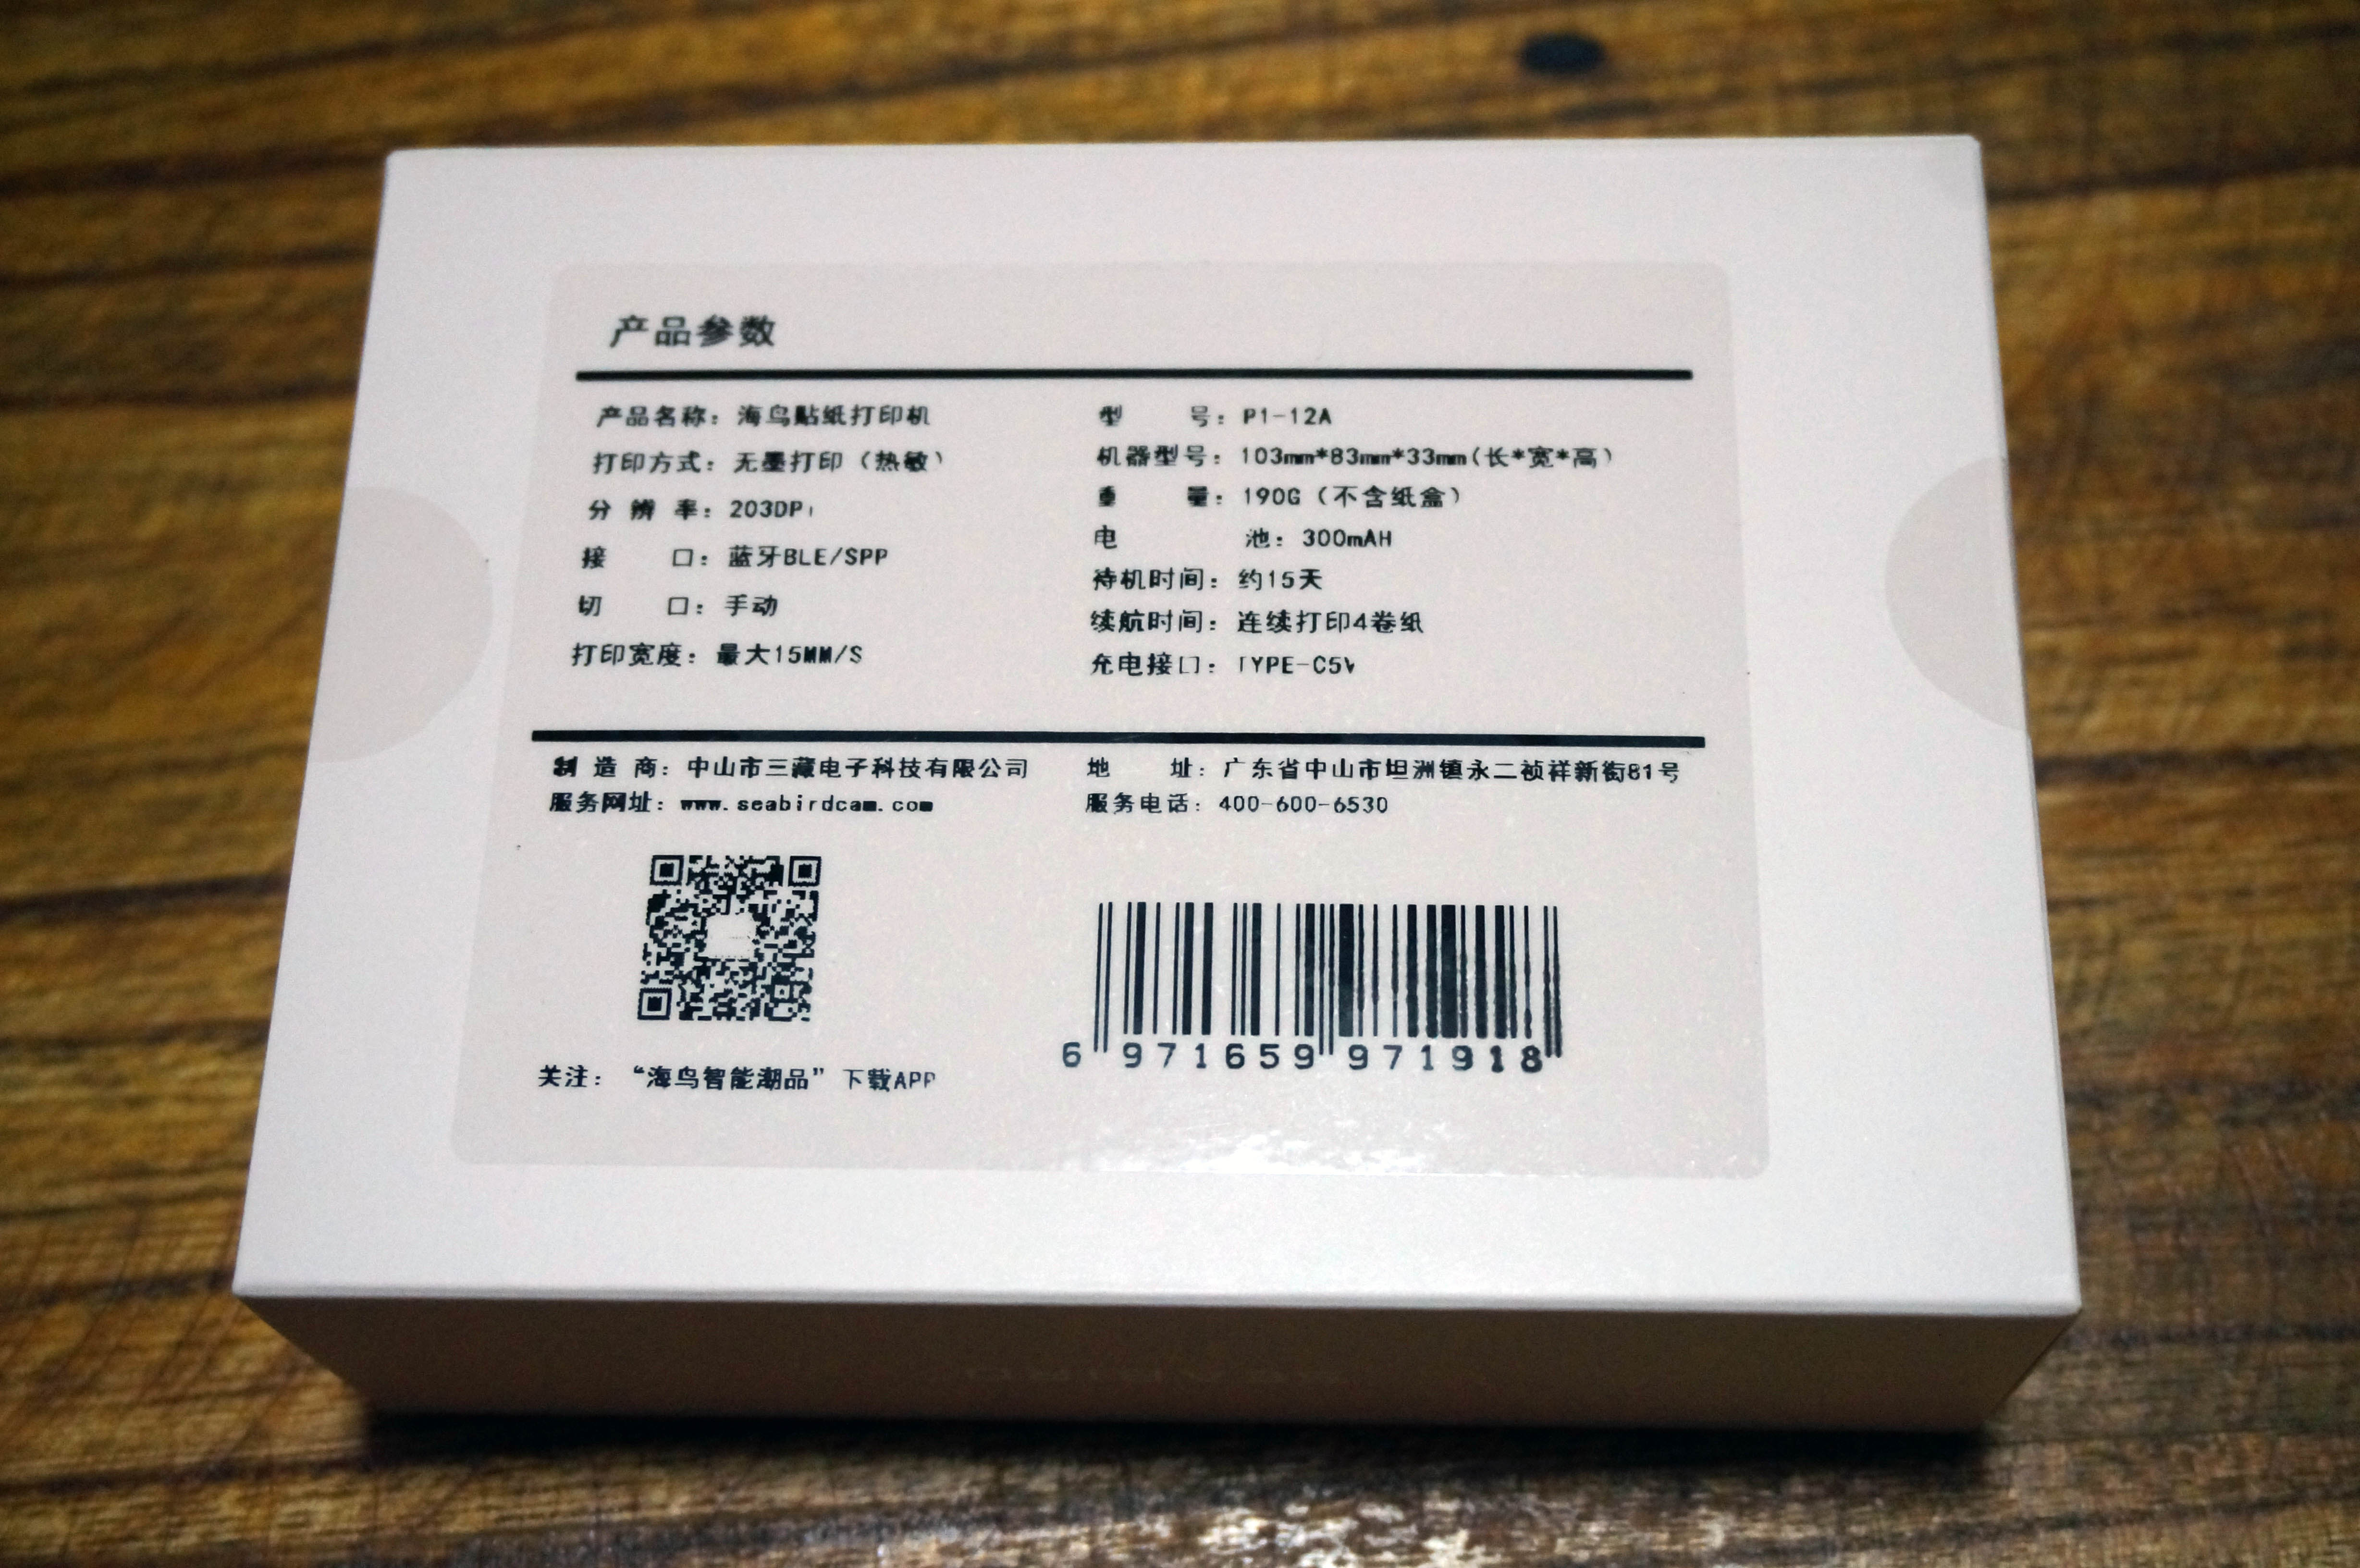 产品参数
产品名称：海鸟贴纸打印机
打印方式：无墨打印（热敏）
分 辨 率：203DPI
接 口：蓝牙BLE/SPP
切 口：手动
打印宽度：最大15MM/S
型 号：P1-12A
机器型号：103mm*83mm*33mm(长*宽*高）
重 量：190G（不含纸盒）
电 池：300mAH
待机时间：约15天
续航时间：连续打印4卷纸
充电接口：TYPE-C5V
制 造 商：中山市三藏电子科技有限公司
服务网址：www.seabirdcam.com
地 址：广东省中山市坦洲镇永二祯祥新街81号
服务电话：400-600-6530
关注：“海鸟智能潮品”下载APP
6 971659 971918